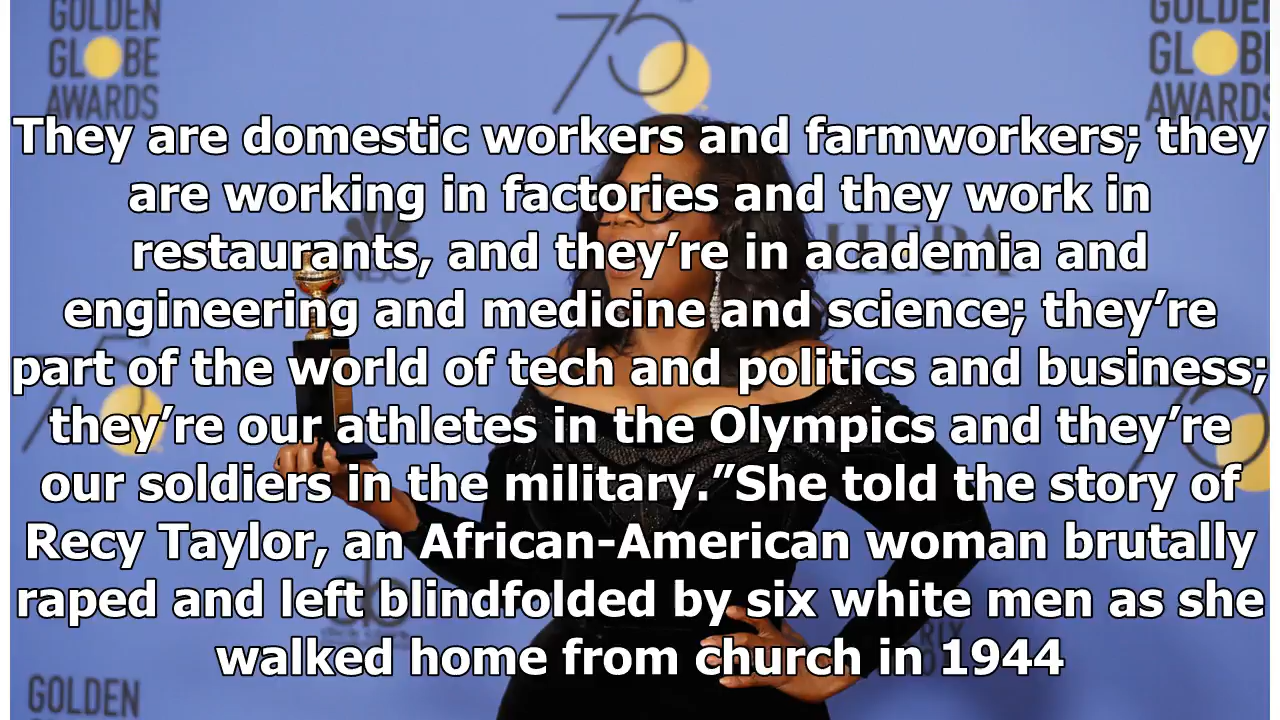 GOLDEN
GLOBE
AWARDS
75
GOLDEN
GLOBE
AWARDS
They are domestic workers and farmworkers; they
are working in factories and they work in
restaurants, and they’re in academia and
engineering and medicine and science; they’re
part of the world of tech and politics and business;
they’re our athletes in the Olympics and they’re
our soldiers in the military.”She told the story of
Recy Taylor, an African-American woman brutally
raped and left blindfolded by six white men as she
walked home from church in 1944
NBC
75
GOLDEN